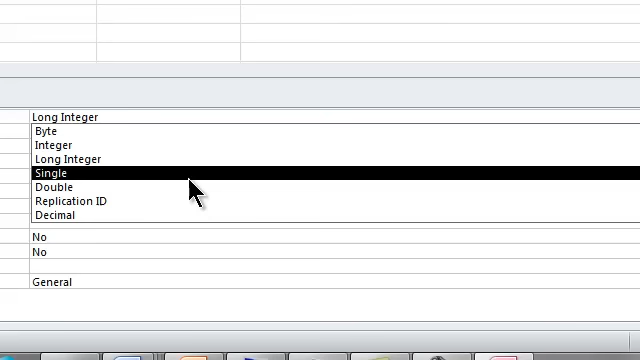 Long Integer
Byte
Integer
Long Integer
Single
Double
Replication ID
Decimal
No
No
General